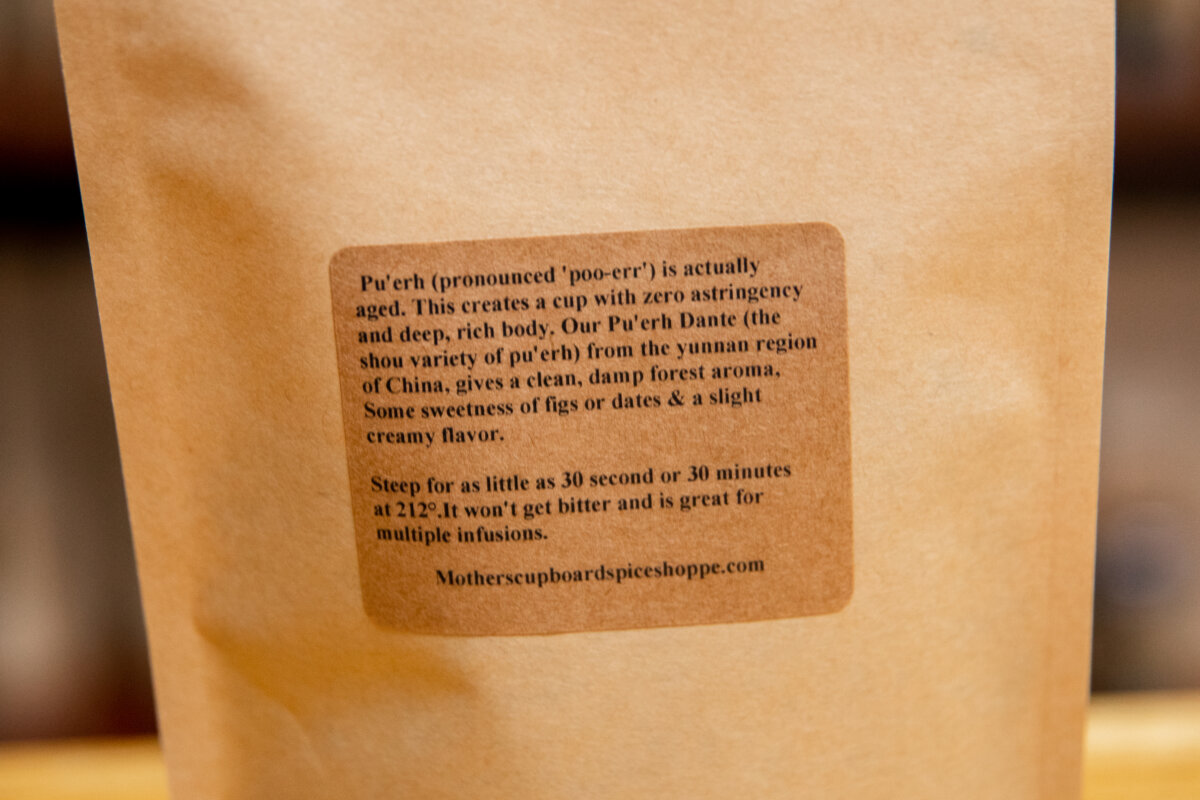 Pu'erh (pronounced 'poo-err') is actually
aged. This creates a cup with zero astringency
and deep, rich body. Our Pu'erh Dante (the
shou variety of pu'erh) from the yunnan region
of China, gives a clean, damp forest aroma,
Some sweetness of figs or dates & a slight
creamy flavor.
Steep for as little as 30 second or 30 minutes
at 212°.It won't get bitter and is great for
multiple infusions.
Motherscupboardspiceshoppe.com